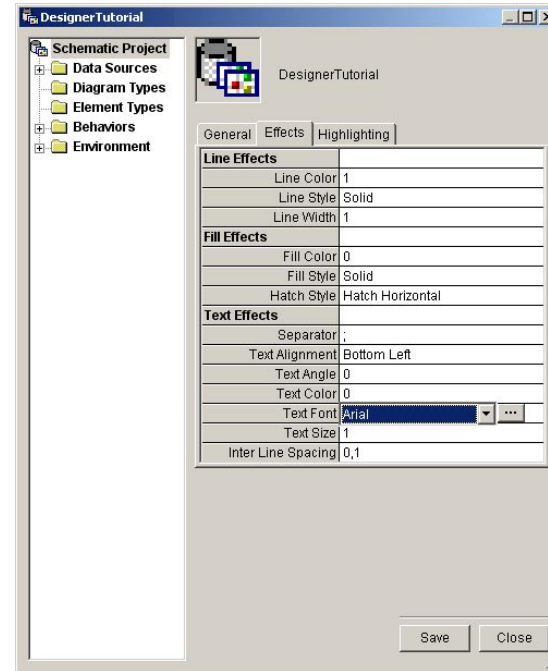 DesignerTutorial
Schematic Project
Data Sources
Diagram Types
Element Types
Behaviors
Environment
DesignerTutorial
General Effects Highlighting
Line Effects
Line Color 1
Line Style Solid
Line Width 1
Fill Effects
Fill Color 0
Fill Style Solid
Hatch Style Hatch Horizontal
Text Effects
Separator ;
Text Alignment Bottom Left
Text Angle 0
Text Color 0
Text Font Arial ...
Text Size 1
Inter Line Spacing 0,1
Save Close